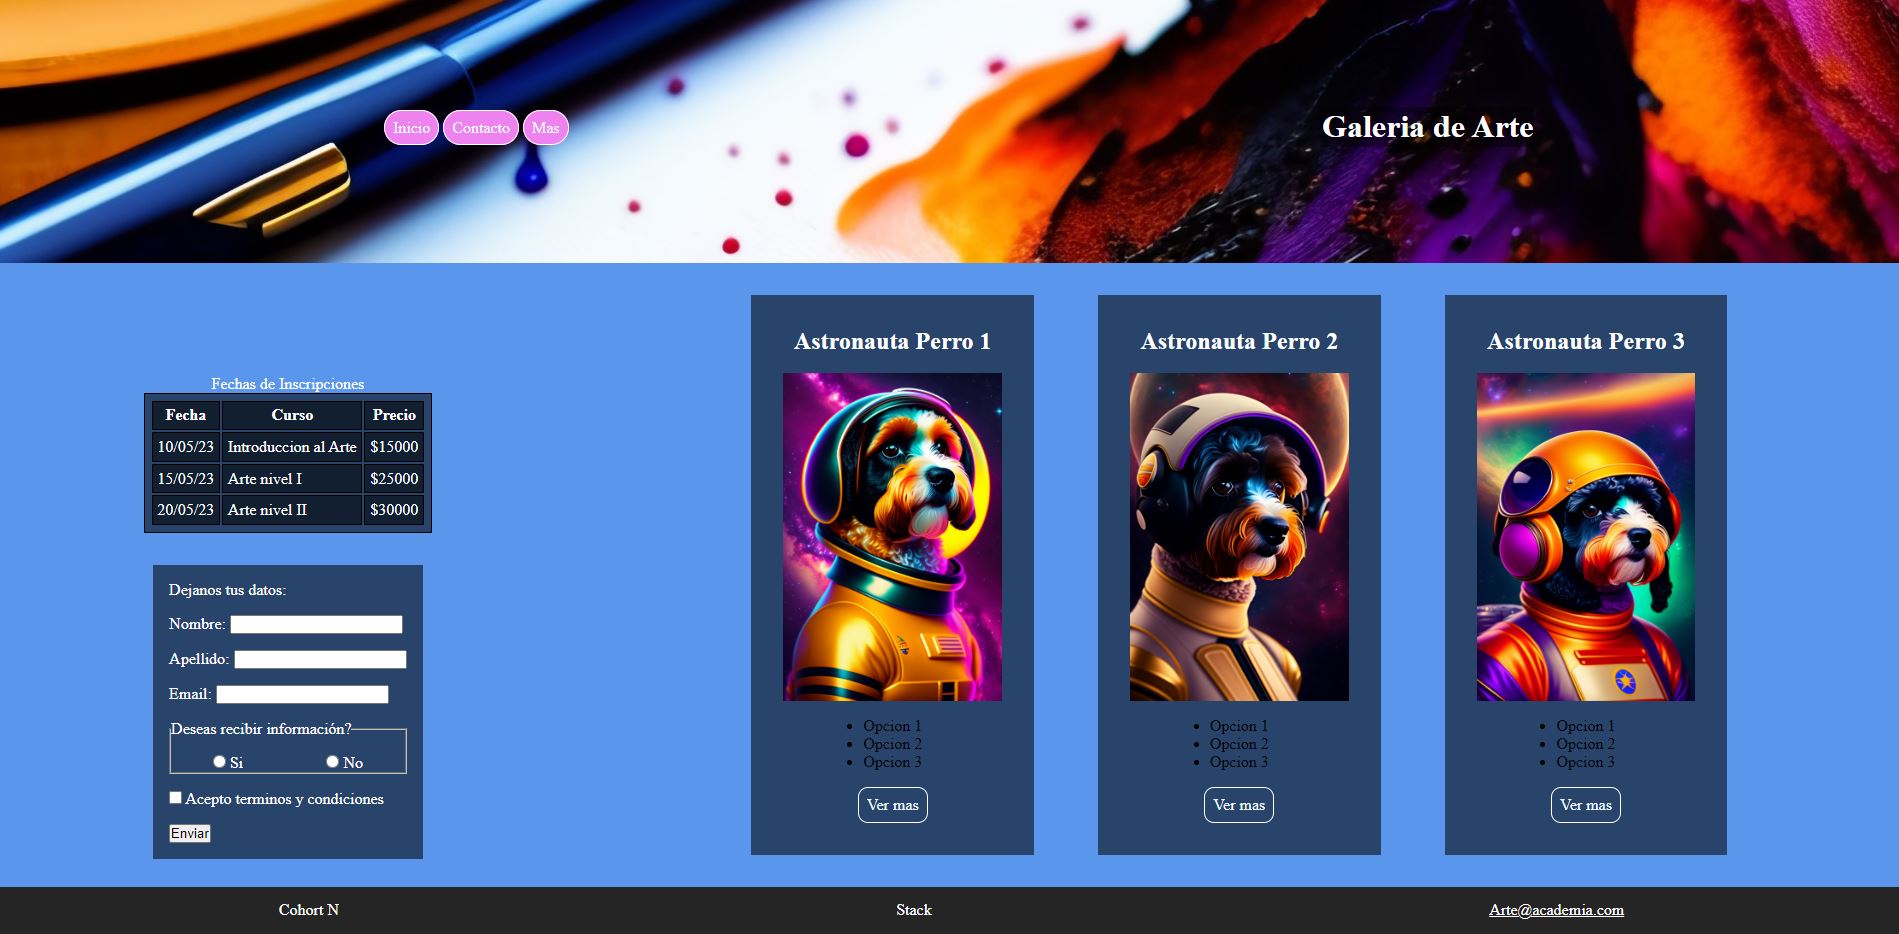 Inicio Contacto Mas
Galeria de Arte
Fechas de Inscripciones
Fecha Curso Precio
10/05/23 Introduccion al Arte $15000
15/05/23 Arte nivel I $25000
20/05/23 Arte nivel II $30000
Dejanos tus datos:
Nombre:
Apellido:
Email:
Deseas recibir información?
Si No
Acepto terminos y condiciones
Enviar
Astronauta Perro 1
Opcion 1
Opcion 2
Opcion 3
Ver mas
Astronauta Perro 2
Opcion 1
Opcion 2
Opcion 3
Ver mas
Astronauta Perro 3
Opcion 1
Opcion 2
Opcion 3
Ver mas
Cohort N Stack Arte@academia.com